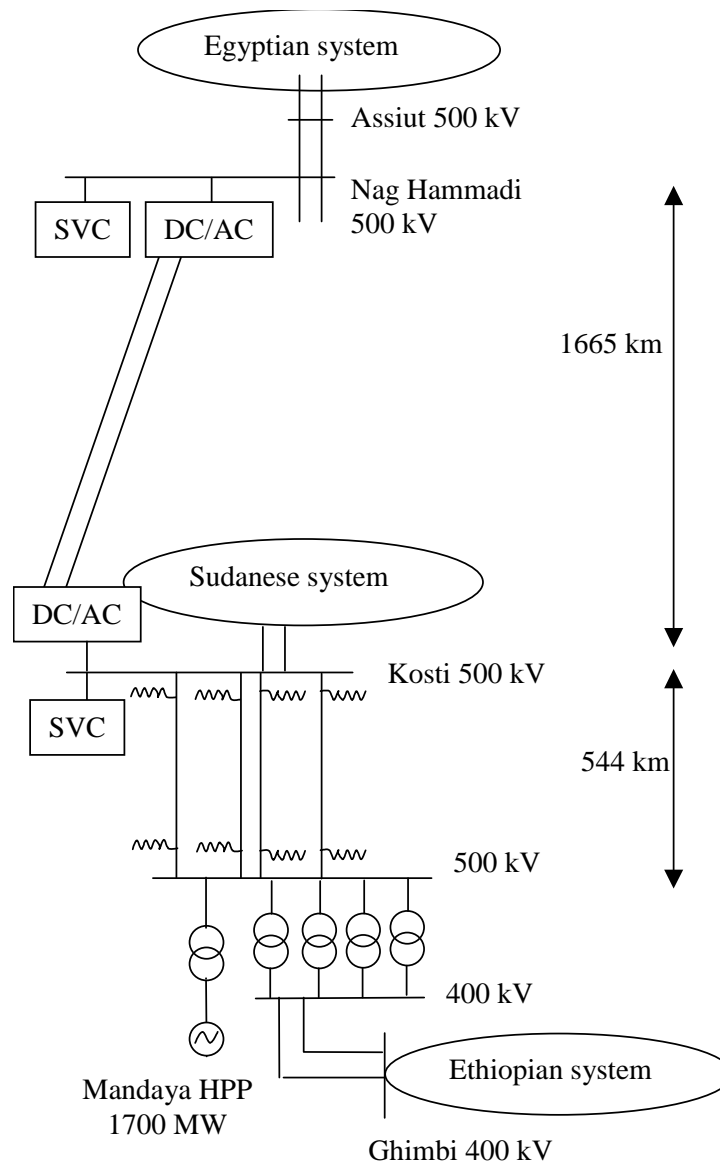 Egyptian system
Assiut 500 kV
Nag Hammadi
500 kV
SVC
DC/AC
1665 km
Sudanese system
DC/AC
Kosti 500 kV
SVC
544 km
500 kV
400 kV
Ethiopian system
Mandaya HPP
1700 MW
Ghimbi 400 kV